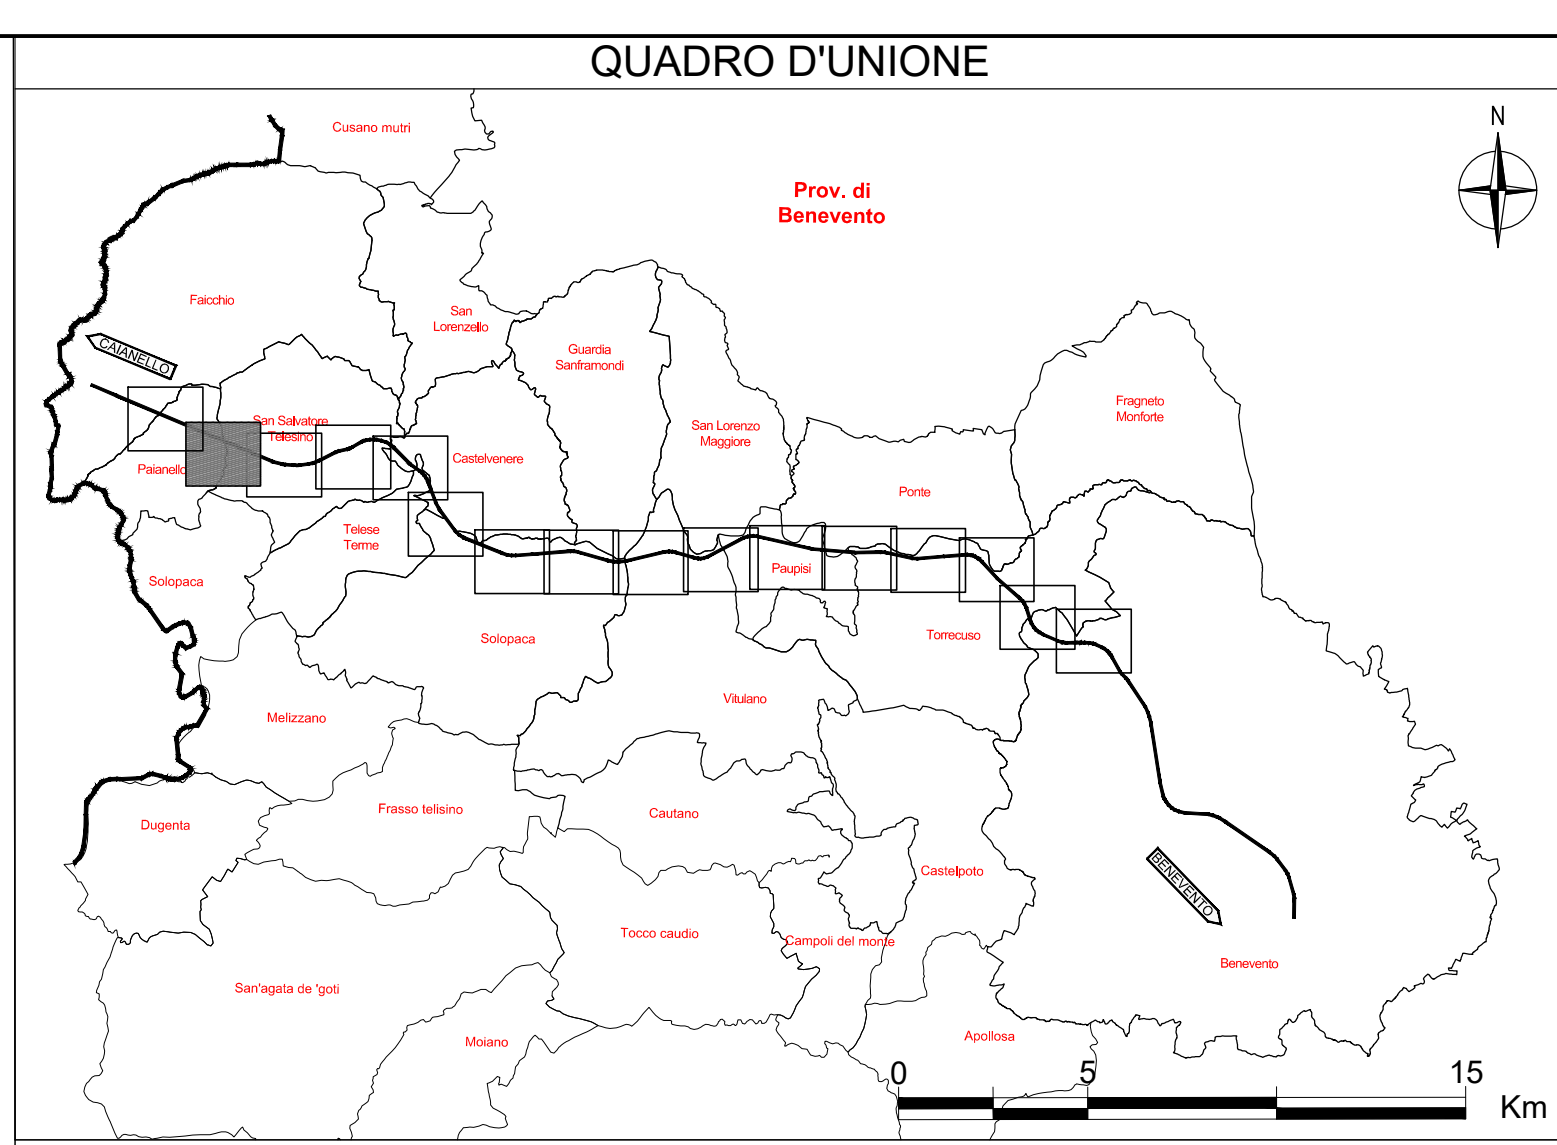 QUADRO D'UNIONE
Cusano mutri
N
Prov. di
Benevento
Faicchio
San
Lorenzello
CAIANELLO
Guardia
Sanframondi
Fragneto
Monforte
San Salvatore
Telesino
San Lorenzo
Maggiore
Castelvenere
Paianello
Ponte
Telese
Terme
Paupisi
Solopaca
Solopaca
Torrecuso
Vitulano
Melizzano
Frasso telisino
Cautano
Dugenta
BENEVENTO
Castelpoto
Tocco caudio
Campoli del monte
Benevento
San'agata de 'goti
Moiano
Apollosa
0 5 15
Km